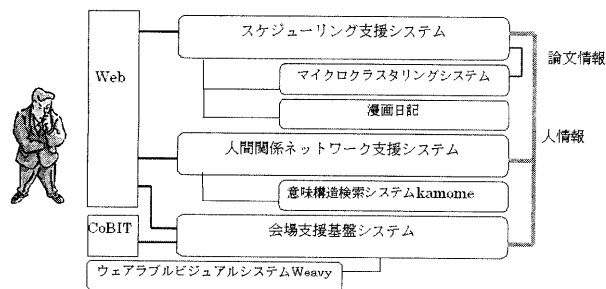 スケジューリング支援システム
論文情報
Web
マイクロクラスタリングシステム
漫画日記
人情報
人間関係ネットワーク支援システム
意味構造検索システムkamome
CoBIT
会場支援基盤システム
ウェアラブルビジュアルシステムWeavy